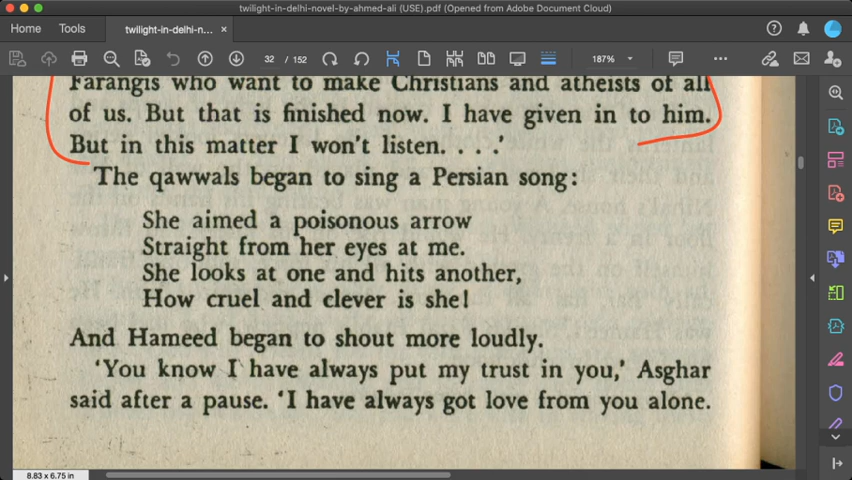 twilight-in-delhi-novel-by-ahmed-ali (USE).pdf (Opened from Adobe Document Cloud)
Home Tools twilight-in-delhi-n... ×
32 / 152 187%
Farangis who want to make Christians and atheists of all
of us. But that is finished now. I have given in to him.
But in this matter I won't listen. . . .'
The qawwals began to sing a Persian song:
She aimed a poisonous arrow
Straight from her eyes at me.
She looks at one and hits another,
How cruel and clever is she!
And Hameed began to shout more loudly.
'You know I have always put my trust in you,' Asghar
said after a pause. 'I have always got love from you alone.
8.83 x 6.75 in